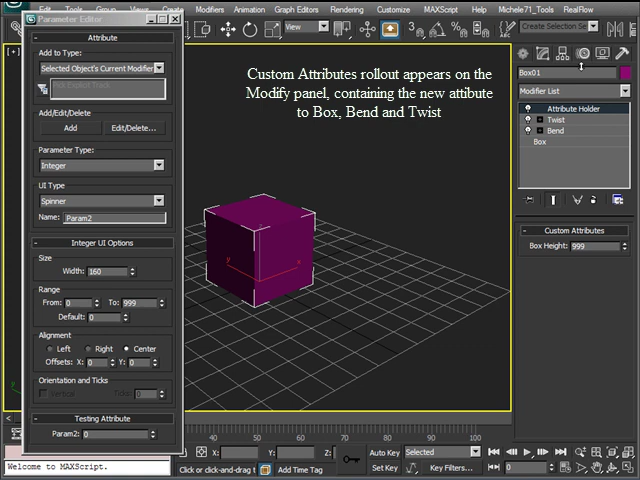 Edit Tools Group Views Create Modifiers
Animation
Graph Editors
Rendering
Customize
MAXScript
Help
Michele71_Tools
RealFlow
Parameter Editor
View
Create Selection Se
Attribute
Add to Type:
Selected Object's Current Modifier
Pick Explicit Track
Add/Edit/Delete
Add
Edit/Delete...
Parameter Type:
Integer
UI Type
Spinner
Name: Param2
Integer UI Options
Size
Width: 160
Range
From: 0 To: 999
Default: 0
Alignment
Left Right Center
Offsets: X: 0 Y: 0
Orientation and Ticks
Vertical Ticks: 0
Testing Attribute
Param2: 0
Custom Attributes rollout appears on the
Modify panel, containing the new attibute
to Box, Bend and Twist
Box01
Modifier List
Attribute Holder
Twist
Bend
Box
Custom Attributes
Box Height: 999
40 50 60 70 80 90 100
X: Y: Z:
Auto Key Selected
Set Key Key Filters...
0
Welcome to MAXScript.
Click or click-and-drag t
Add Time Tag